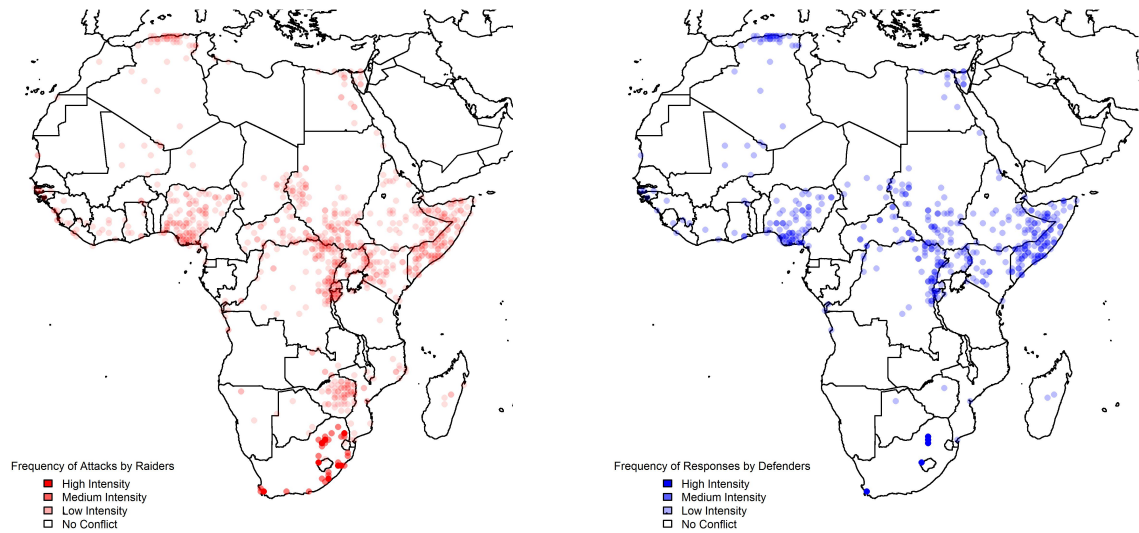 Frequency of Attacks by Raiders
High Intensity
Medium Intensity
Low Intensity
No Conflict
Frequency of Responses by Defenders
High Intensity
Medium Intensity
Low Intensity
No Conflict